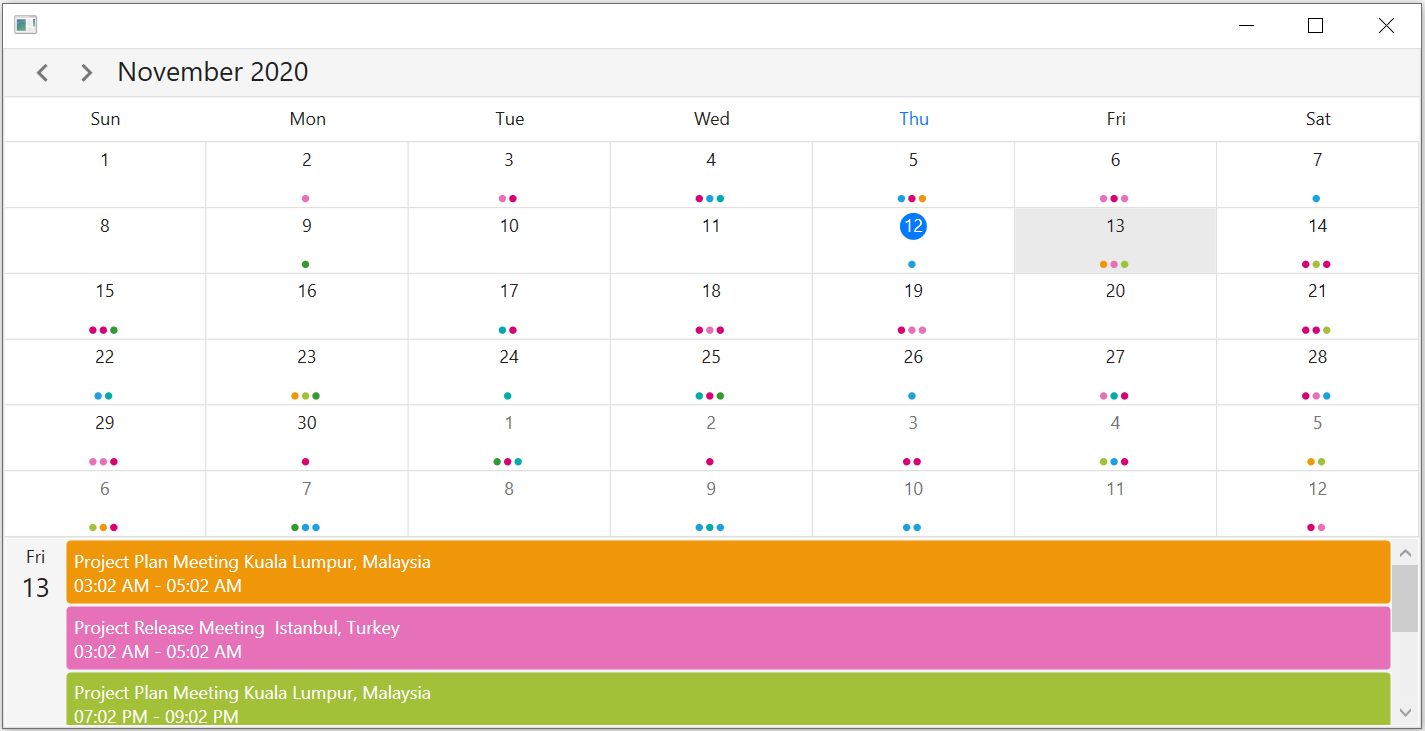 November 2020
Sun Mon Tue Wed Thu Fri Sat
1 2 3 4 5 6 7
8 9 10 11 12 13 14
15 16 17 18 19 20 21
22 23 24 25 26 27 28
29 30 1 2 3 4 5
6 7 8 9 10 11 12
Fri
13
Project Plan Meeting Kuala Lumpur, Malaysia
03:02 AM - 05:02 AM
Project Release Meeting  Istanbul, Turkey
03:02 AM - 05:02 AM
Project Plan Meeting Kuala Lumpur, Malaysia
07:02 PM - 09:02 PM